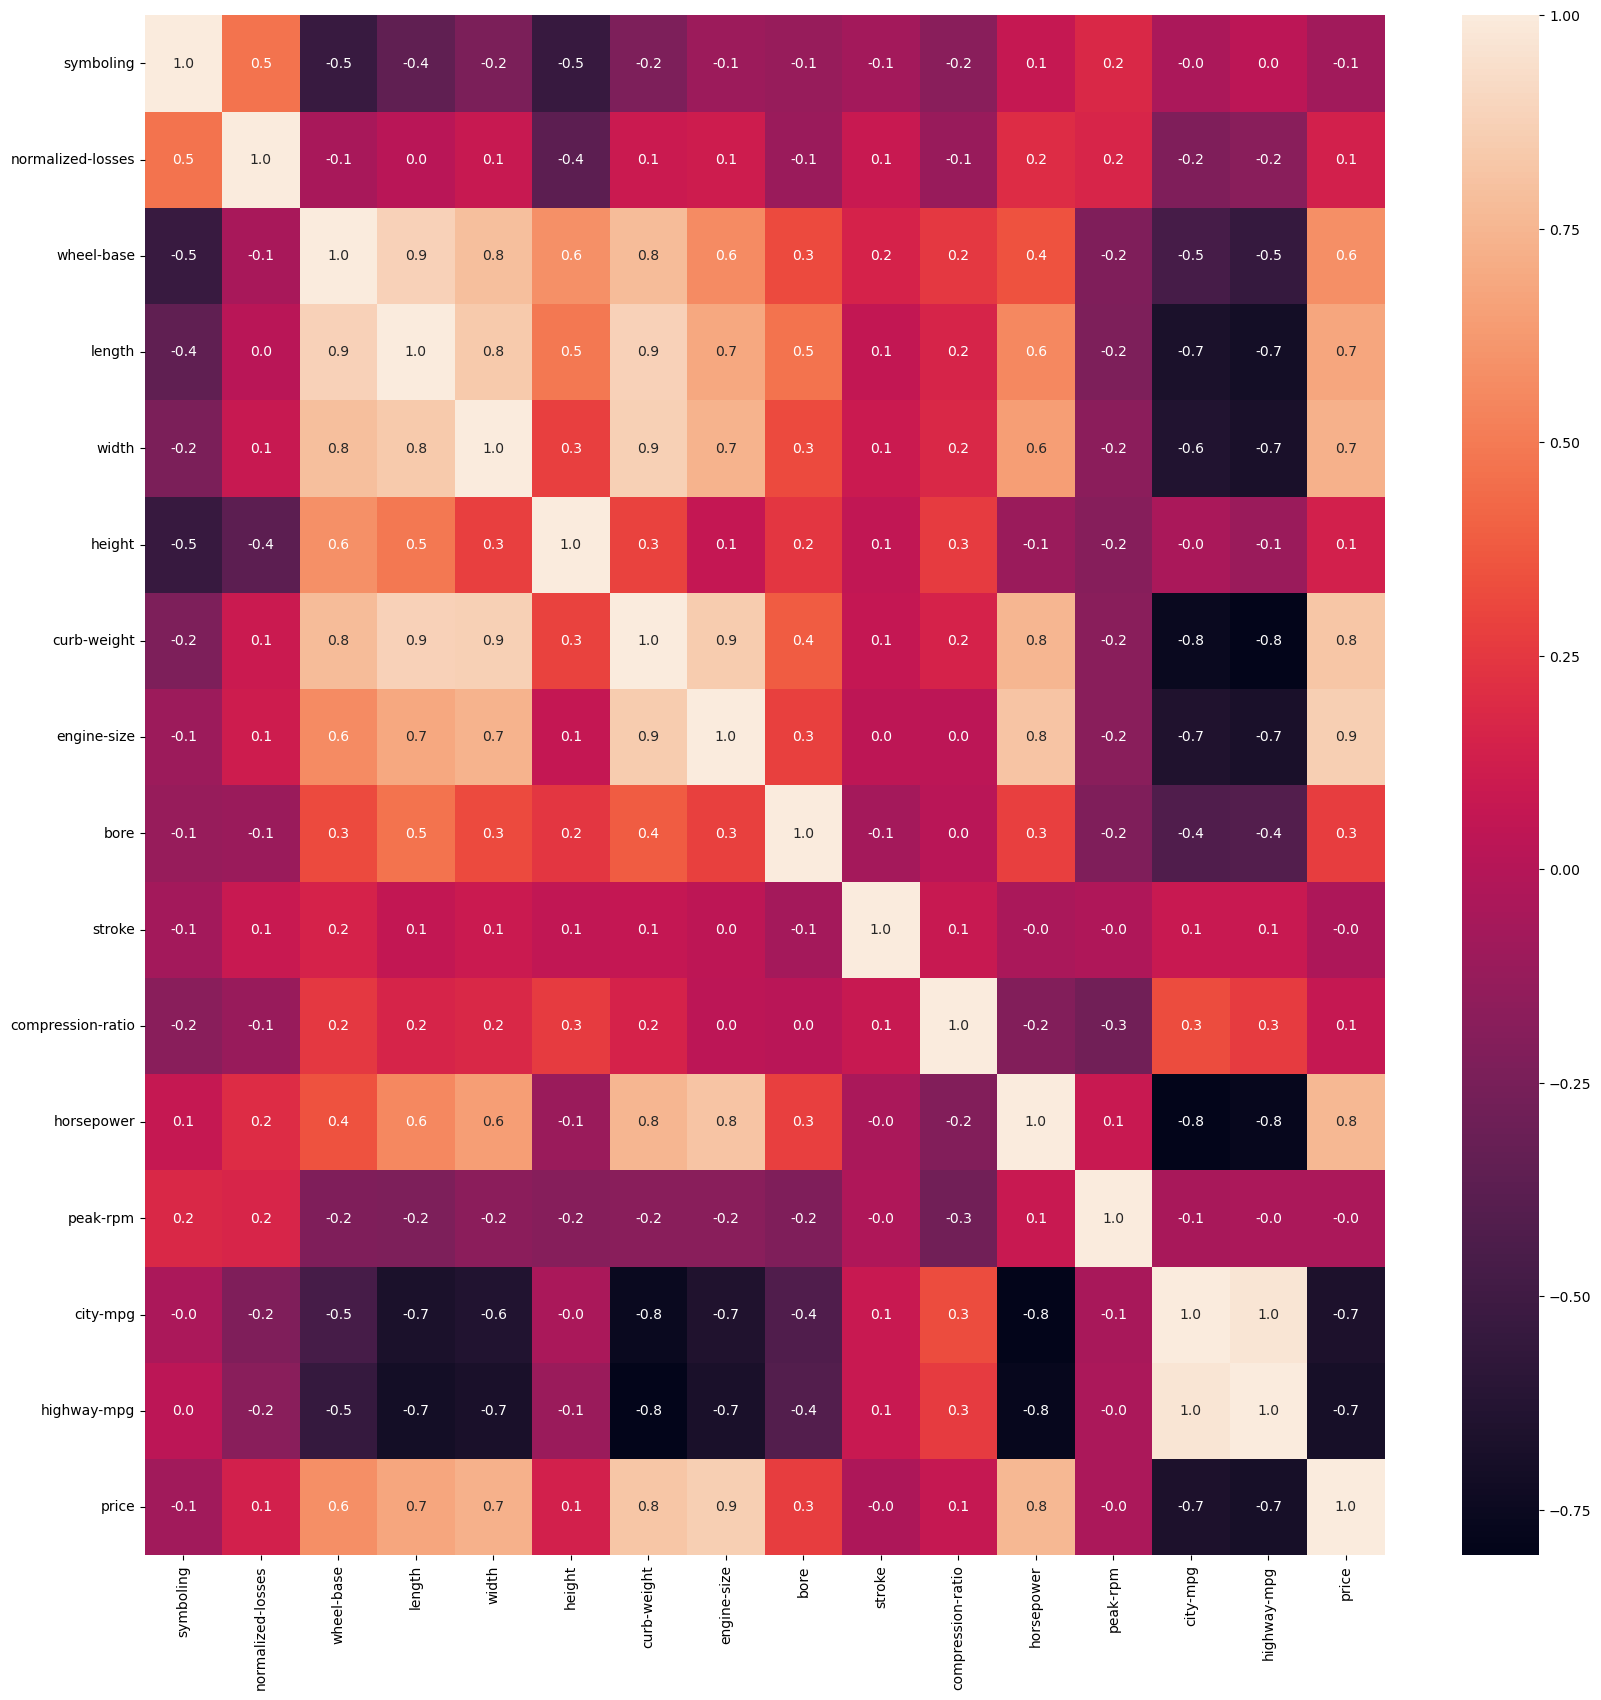 symboling 1.0 0.5 -0.5 -0.4 -0.2 -0.5 -0.2 -0.1 -0.1 -0.1 -0.2 0.1 0.2 -0.0 0.0 -0.1
normalized-losses 0.5 1.0 -0.1 0.0 0.1 -0.4 0.1 0.1 -0.1 0.1 -0.1 0.2 0.2 -0.2 -0.2 0.1
wheel-base -0.5 -0.1 1.0 0.9 0.8 0.6 0.8 0.6 0.3 0.2 0.2 0.4 -0.2 -0.5 -0.5 0.6
length -0.4 0.0 0.9 1.0 0.8 0.5 0.9 0.7 0.5 0.1 0.2 0.6 -0.2 -0.7 -0.7 0.7
width -0.2 0.1 0.8 0.8 1.0 0.3 0.9 0.7 0.3 0.1 0.2 0.6 -0.2 -0.6 -0.7 0.7
height -0.5 -0.4 0.6 0.5 0.3 1.0 0.3 0.1 0.2 0.1 0.3 -0.1 -0.2 -0.0 -0.1 0.1
curb-weight -0.2 0.1 0.8 0.9 0.9 0.3 1.0 0.9 0.4 0.1 0.2 0.8 -0.2 -0.8 -0.8 0.8
engine-size -0.1 0.1 0.6 0.7 0.7 0.1 0.9 1.0 0.3 0.0 0.0 0.8 -0.2 -0.7 -0.7 0.9
bore -0.1 -0.1 0.3 0.5 0.3 0.2 0.4 0.3 1.0 -0.1 0.0 0.3 -0.2 -0.4 -0.4 0.3
stroke -0.1 0.1 0.2 0.1 0.1 0.1 0.1 0.0 -0.1 1.0 0.1 -0.0 -0.0 0.1 0.1 -0.0
compression-ratio -0.2 -0.1 0.2 0.2 0.2 0.3 0.2 0.0 0.0 0.1 1.0 -0.2 -0.3 0.3 0.3 0.1
horsepower 0.1 0.2 0.4 0.6 0.6 -0.1 0.8 0.8 0.3 -0.0 -0.2 1.0 0.1 -0.8 -0.8 0.8
peak-rpm 0.2 0.2 -0.2 -0.2 -0.2 -0.2 -0.2 -0.2 -0.2 -0.0 -0.3 0.1 1.0 -0.1 -0.0 -0.0
city-mpg -0.0 -0.2 -0.5 -0.7 -0.6 -0.0 -0.8 -0.7 -0.4 0.1 0.3 -0.8 -0.1 1.0 1.0 -0.7
highway-mpg 0.0 -0.2 -0.5 -0.7 -0.7 -0.1 -0.8 -0.7 -0.4 0.1 0.3 -0.8 -0.0 1.0 1.0 -0.7
price -0.1 0.1 0.6 0.7 0.7 0.1 0.8 0.9 0.3 -0.0 0.1 0.8 -0.0 -0.7 -0.7 1.0
symboling
normalized-losses
wheel-base
length
width
height
curb-weight
engine-size
bore
stroke
compression-ratio
horsepower
peak-rpm
city-mpg
highway-mpg
price
1.00
0.75
0.50
0.25
0.00
−0.25
−0.50
−0.75